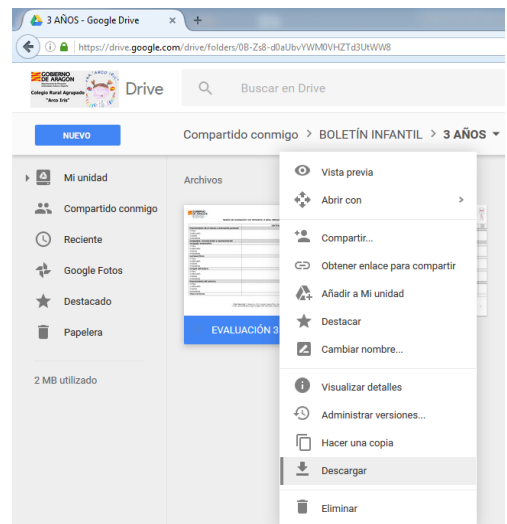 3 AÑOS - Google Drive
https://drive.google.com/drive/folders/0B-Zs8-d0aUbvYWM0VHZTd3UtWW8
GOBIERNO
DE ARAGON
Colegio Rural Agrupado
"Arco Iris"
Drive
Buscar en Drive
NUEVO
Compartido conmigo > BOLETÍN INFANTIL > 3 AÑOS
Mi unidad
Compartido conmigo
Reciente
Google Fotos
Destacado
Papelera
2 MB utilizado
Archivos
EVALUACIÓN 3
Vista previa
Abrir con
Compartir...
Obtener enlace para compartir
Añadir a Mi unidad
Destacar
Cambiar nombre...
Visualizar detalles
Administrar versiones...
Hacer una copia
Descargar
Eliminar